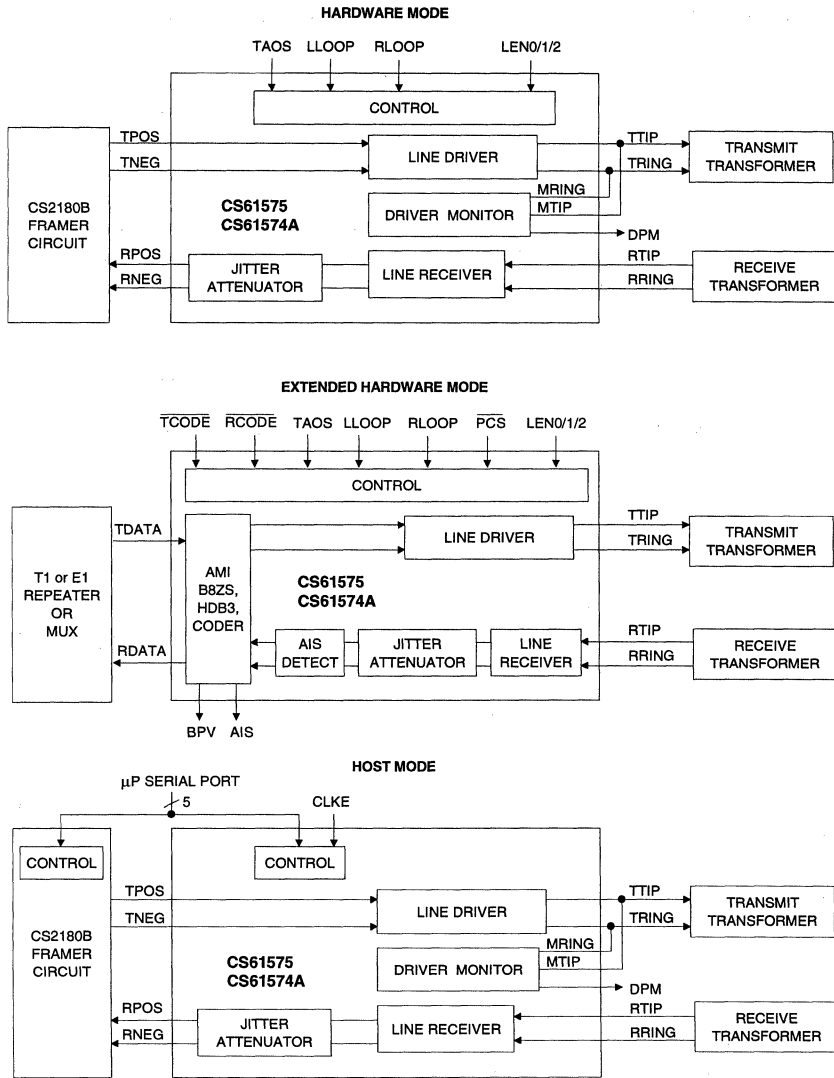 HARDWARE MODE
TAOS LLOOP RLOOP LEN0/1/2
CONTROL
TPOS
TNEG
LINE DRIVER
TTIP
TRING
TRANSMIT
TRANSFORMER
CS2180B
FRAMER
CIRCUIT
CS61575
CS61574A
DRIVER MONITOR
MRING
MTIP
DPM
RPOS
RNEG
JITTER
ATTENUATOR
LINE RECEIVER
RTIP
RRING
RECEIVE
TRANSFORMER
EXTENDED HARDWARE MODE
TCODE RCODE TAOS LLOOP RLOOP PCS LEN0/1/2
CONTROL
TDATA
LINE DRIVER
TTIP
TRING
TRANSMIT
TRANSFORMER
T1 or E1
REPEATER
OR
MUX
AMI
B8ZS,
HDB3,
CODER
CS61575
CS61574A
RDATA
AIS
DETECT
JITTER
ATTENUATOR
LINE
RECEIVER
RTIP
RRING
RECEIVE
TRANSFORMER
BPV AIS
HOST MODE
μP SERIAL PORT
5
CLKE
CONTROL
CONTROL
TPOS
TNEG
LINE DRIVER
TTIP
TRING
TRANSMIT
TRANSFORMER
CS2180B
FRAMER
CIRCUIT
CS61575
CS61574A
DRIVER MONITOR
MRING
MTIP
DPM
RPOS
RNEG
JITTER
ATTENUATOR
LINE RECEIVER
RTIP
RRING
RECEIVE
TRANSFORMER